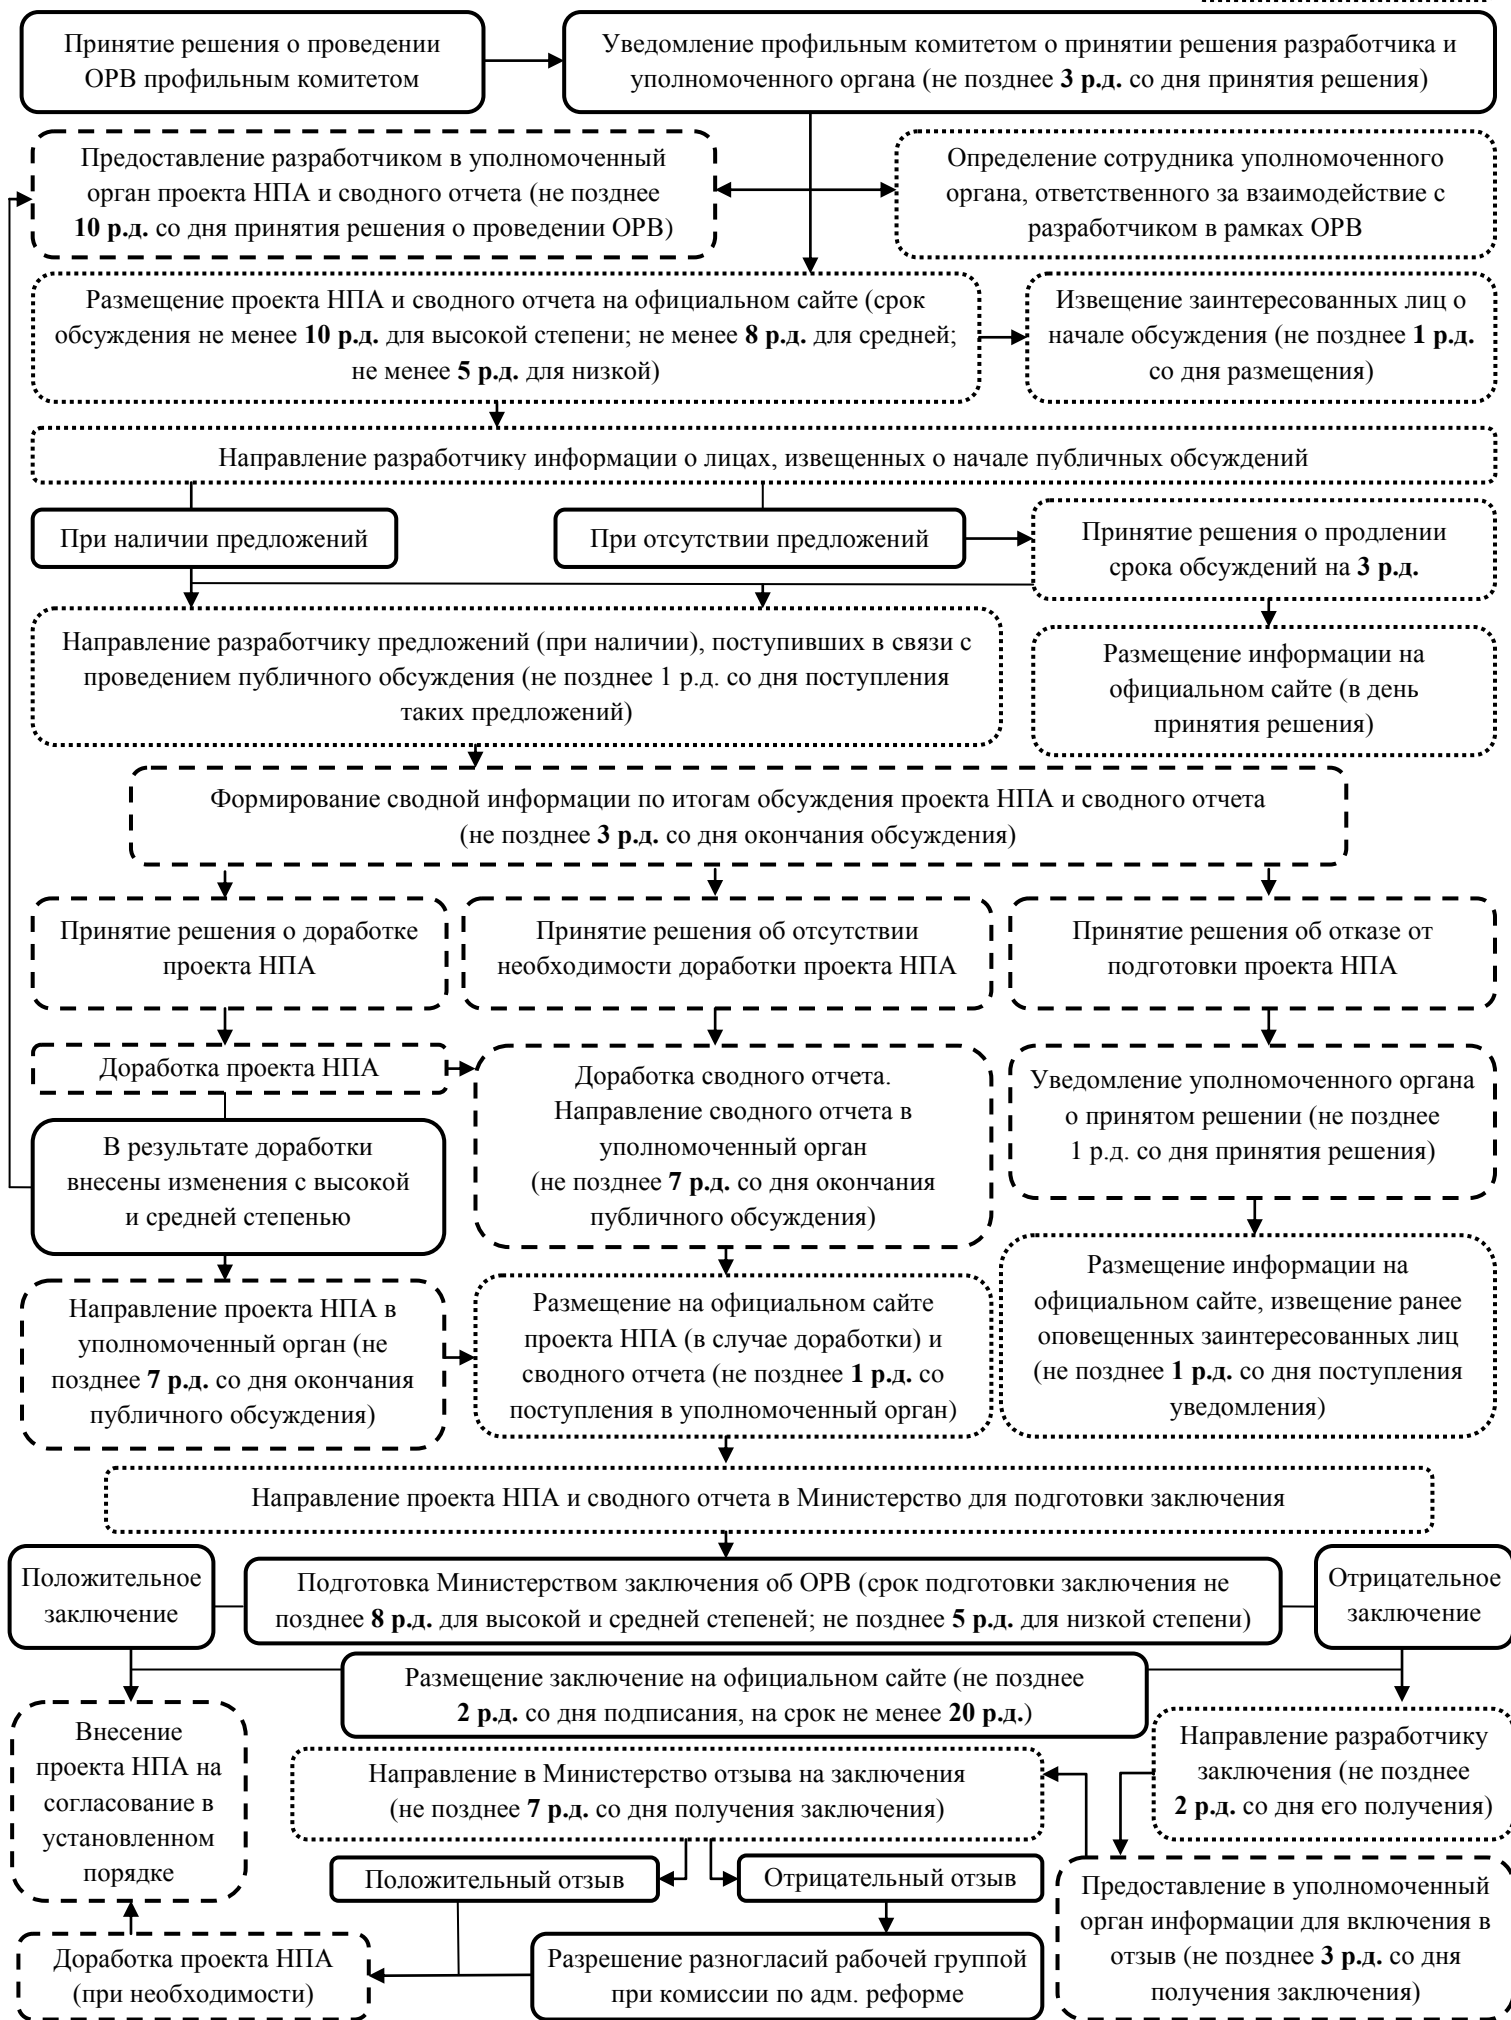 Принятие решения о проведении
ОРВ профильным комитетом
Уведомление профильным комитетом о принятии решения разработчика и
уполномоченного органа (не позднее 3 р.д. со дня принятия решения)
Предоставление разработчиком в уполномоченный
орган проекта НПА и сводного отчета (не позднее
10 р.д. со дня принятия решения о проведении ОРВ)
Определение сотрудника уполномоченного
органа, ответственного за взаимодействие с
разработчиком в рамках ОРВ
Размещение проекта НПА и сводного отчета на официальном сайте (срок
обсуждения не менее 10 р.д. для высокой степени; не менее 8 р.д. для средней;
не менее 5 р.д. для низкой)
Извещение заинтересованных лиц о
начале обсуждения (не позднее 1 р.д.
со дня размещения)
Направление разработчику информации о лицах, извещенных о начале публичных обсуждений
При наличии предложений
При отсутствии предложений
Принятие решения о продлении
срока обсуждений на 3 р.д.
Направление разработчику предложений (при наличии), поступивших в связи с
проведением публичного обсуждения (не позднее 1 р.д. со дня поступления
таких предложений)
Размещение информации на
официальном сайте (в день
принятия решения)
Формирование сводной информации по итогам обсуждения проекта НПА и сводного отчета
(не позднее 3 р.д. со дня окончания обсуждения)
Принятие решения о доработке
проекта НПА
Принятие решения об отсутствии
необходимости доработки проекта НПА
Принятие решения об отказе от
подготовки проекта НПА
Доработка проекта НПА
Доработка сводного отчета.
Направление сводного отчета в
уполномоченный орган
(не позднее 7 р.д. со дня окончания
публичного обсуждения)
Уведомление уполномоченного органа
о принятом решении (не позднее
1 р.д. со дня принятия решения)
В результате доработки
внесены изменения с высокой
и средней степенью
Направление проекта НПА в
уполномоченный орган (не
позднее 7 р.д. со дня окончания
публичного обсуждения)
Размещение на официальном сайте
проекта НПА (в случае доработки) и
сводного отчета (не позднее 1 р.д. со
поступления в уполномоченный орган)
Размещение информации на
официальном сайте, извещение ранее
оповещенных заинтересованных лиц
(не позднее 1 р.д. со дня поступления
уведомления)
Направление проекта НПА и сводного отчета в Министерство для подготовки заключения
Положительное
заключение
Подготовка Министерством заключения об ОРВ (срок подготовки заключения не
позднее 8 р.д. для высокой и средней степеней; не позднее 5 р.д. для низкой степени)
Отрицательное
заключение
Размещение заключение на официальном сайте (не позднее
2 р.д. со дня подписания, на срок не менее 20 р.д.)
Внесение
проекта НПА на
согласование в
установленном
порядке
Направление разработчику
заключения (не позднее
2 р.д. со дня его получения)
Направление в Министерство отзыва на заключения
(не позднее 7 р.д. со дня получения заключения)
Положительный отзыв
Отрицательный отзыв
Предоставление в уполномоченный
орган информации для включения в
отзыв (не позднее 3 р.д. со дня
получения заключения)
Доработка проекта НПА
(при необходимости)
Разрешение разногласий рабочей группой
при комиссии по адм. реформе